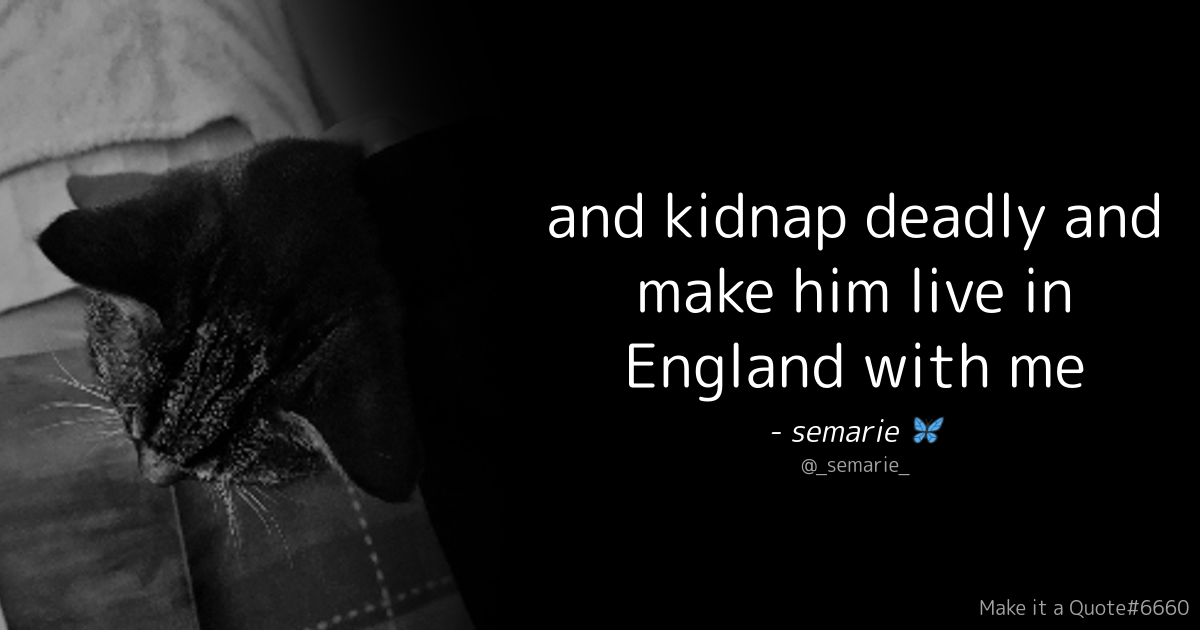 and kidnap deadly and
make him live in
England with me
- semarie 🦋
@_semarie_
Make it a Quote#6660